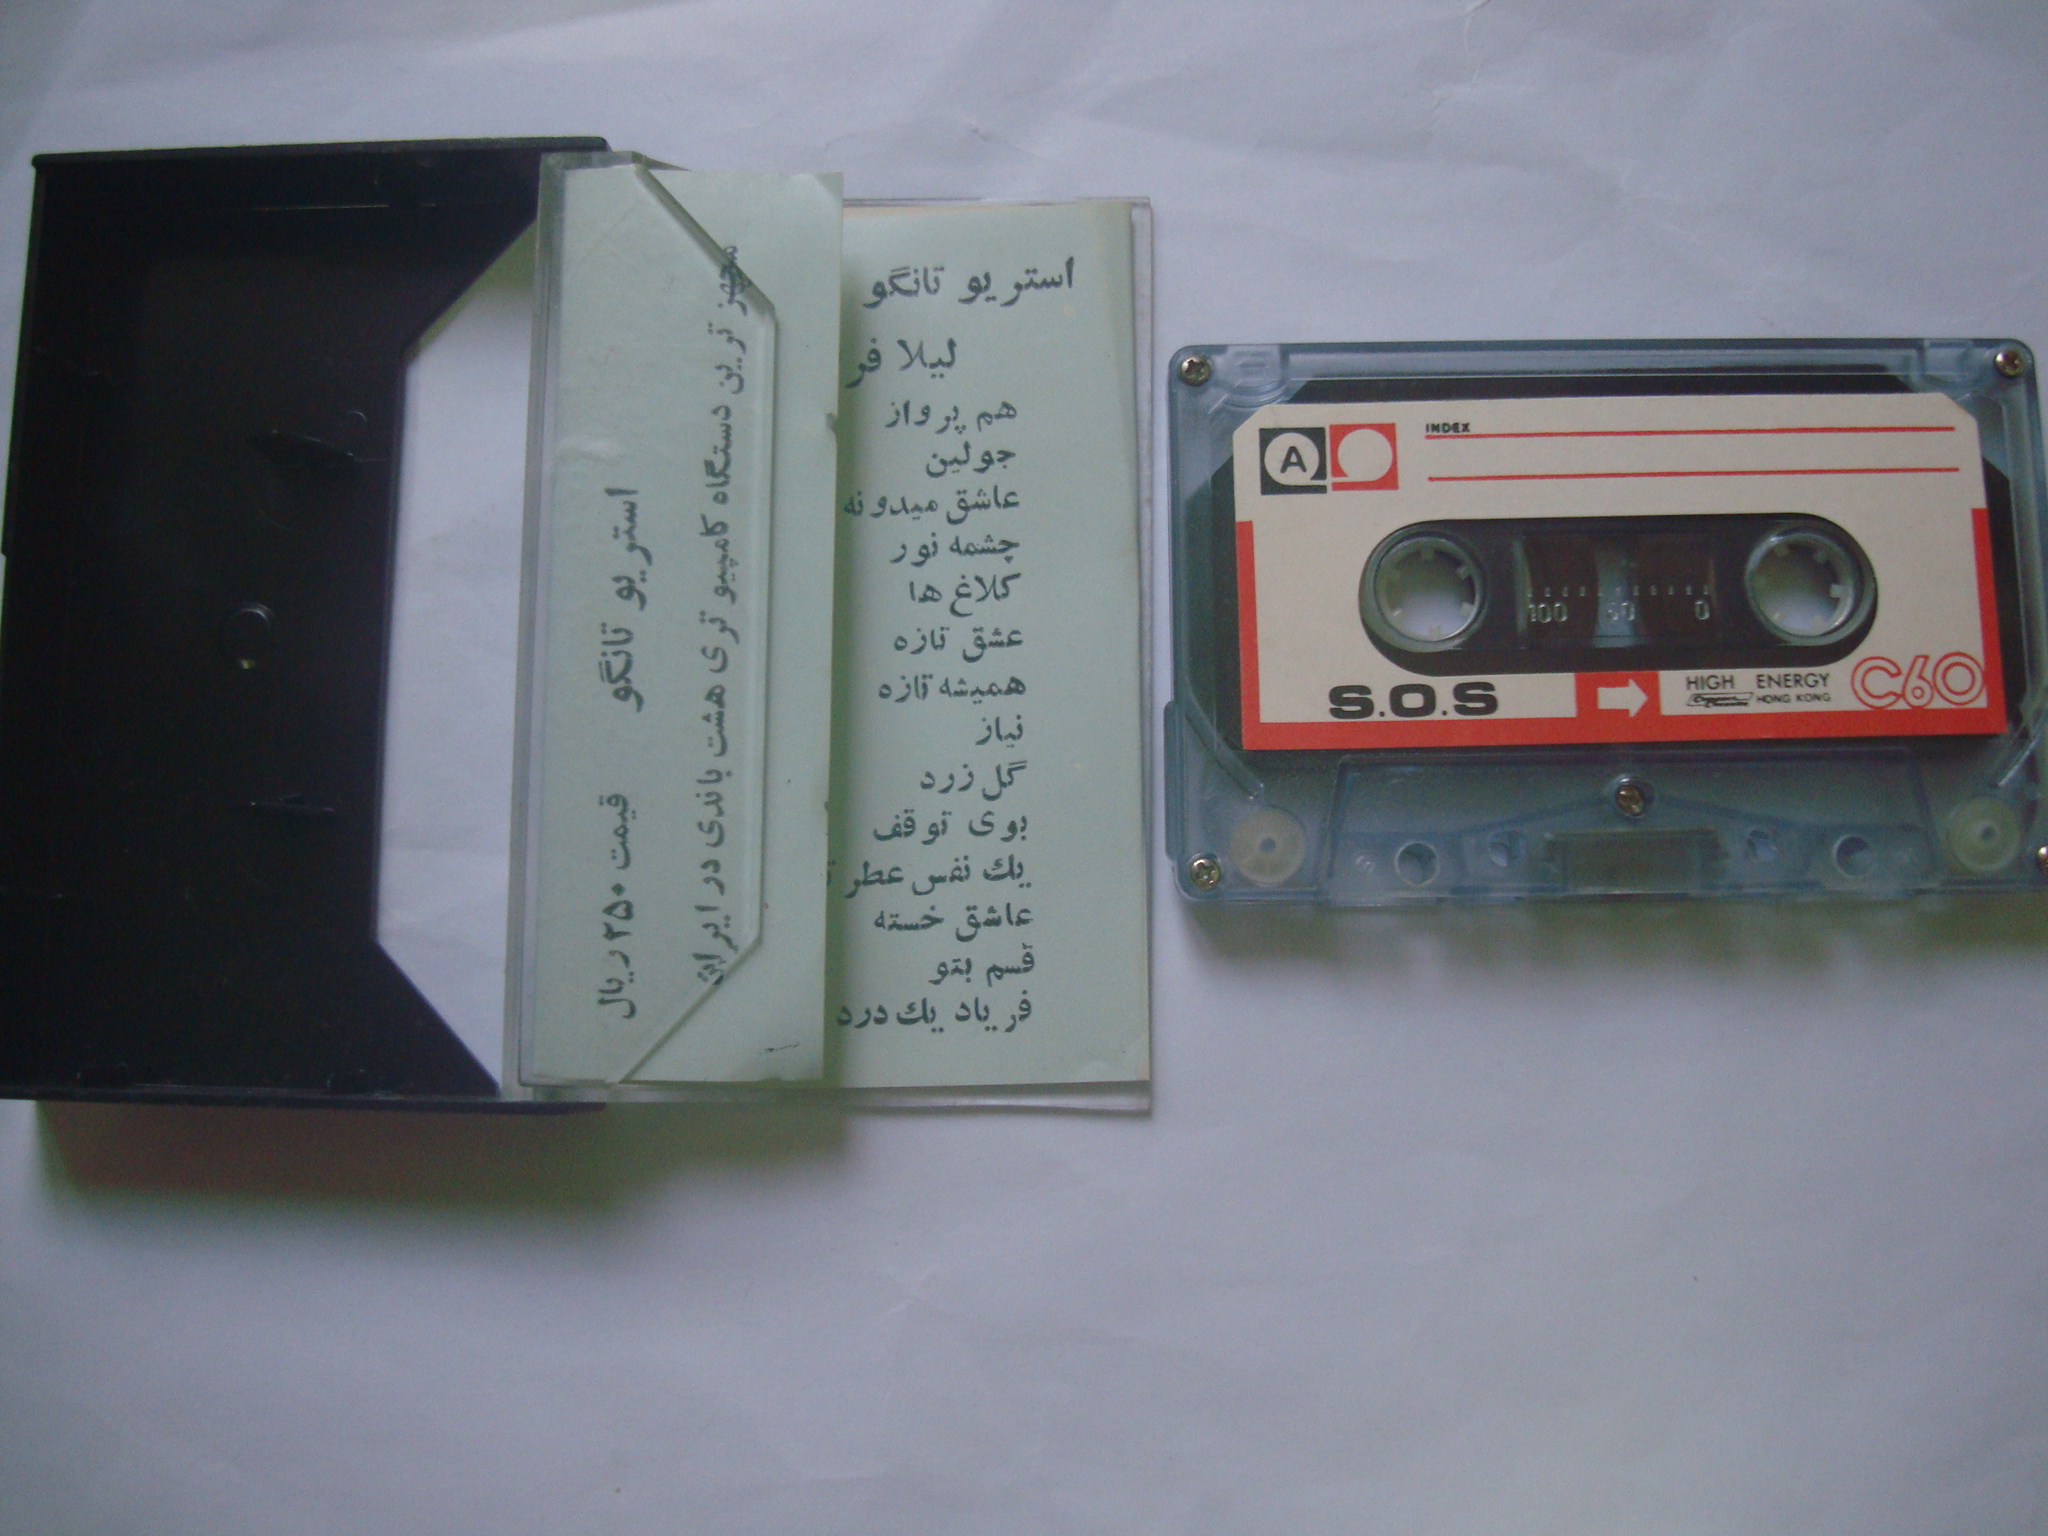 استریو تانگو
لیلا فر
هم پرواز
جولین
عاشق میدونه
چشمه نور
کلاغ ها
عشق تازه
همیشه تازه
نیاز
گل زرد
بوی توقف
یك نفس عطر
عاشق خسته
قسم بتو
فریاد یك درد
استریو تانگو قیمت ۲۵۰ ریال
مجهز ترین دستگاه کامپیو تری هشت باندی در ایران
A
INDEX
100 50 0
S.O.S
HIGH ENERGY
HONG KONG
C60